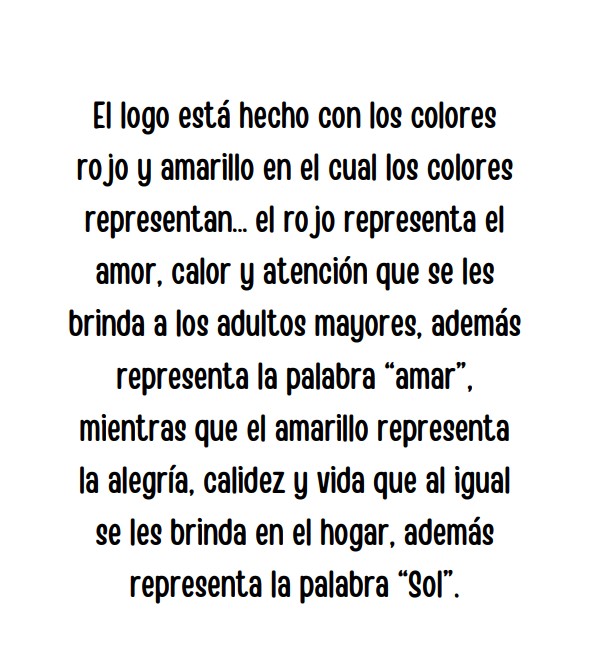 El logo está hecho con los colores
rojo y amarillo en el cual los colores
representan... el rojo representa el
amor, calor y atención que se les
brinda a los adultos mayores, además
representa la palabra “amar”,
mientras que el amarillo representa
la alegría, calidez y vida que al igual
se les brinda en el hogar, además
representa la palabra “Sol”.